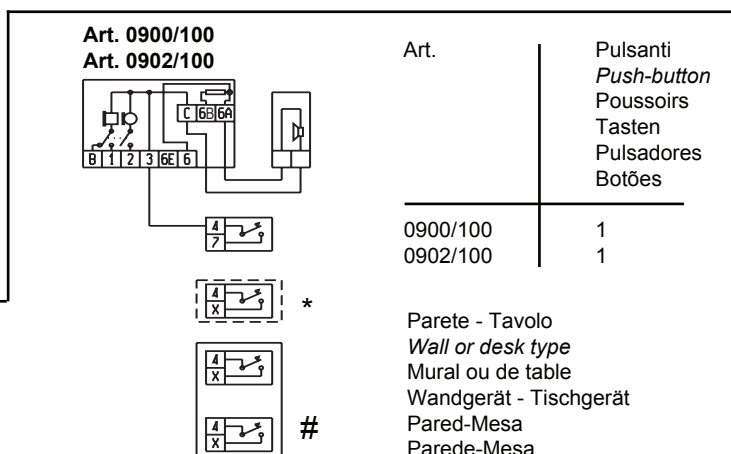 Art. 0900/100
Art. 0902/100
C 6B 6A
B 1 2 3 6E 6
4
7
4
X
*
4
X
4
X
#
Art. Pulsanti
Push-button
Poussoirs
Tasten
Pulsadores
Botões
0900/100 1
0902/100 1
Parete - Tavolo
Wall or desk type
Mural ou de table
Wandgerät - Tischgerät
Pared-Mesa
Parede-Mesa